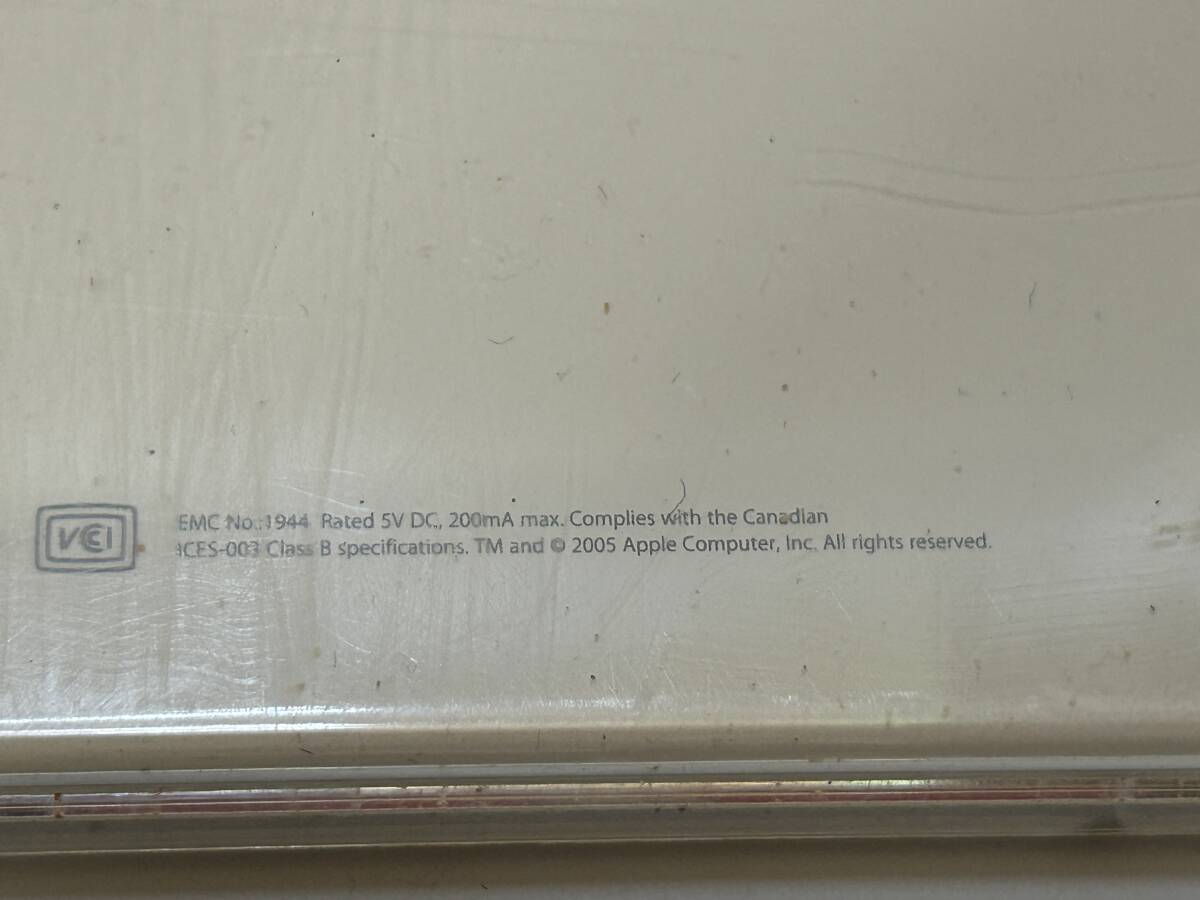 VCCI
EMC No.:1944 Rated 5V DC, 200mA max. Complies with the Canadian
ICES-003 Class B specifications. TM and © 2005 Apple Computer, Inc. All rights reserved.